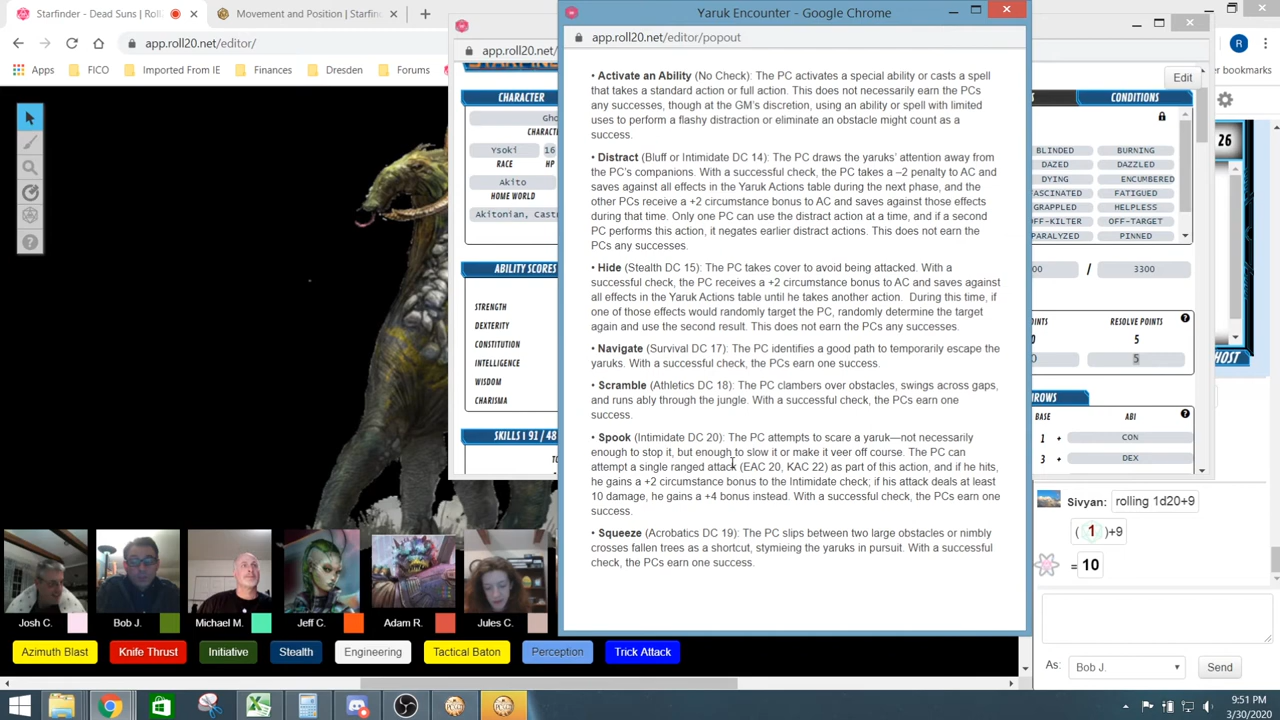 Starfinder - Dead Suns | Roll
Movement and Position | Starfin
Yaruk Encounter - Google Chrome
app.roll20.net/editor/
app.roll20.net/
app.roll20.net/editor/popout
Apps
FICO
Imported From IE
Finances
Dresden
Forums
bookmarks
R
Edit
CHARACTER
CONDITIONS
Ysoki
16
RACE
HP
Akito
HOME WORLD
Akitonian,
ABILITY SCORES
STRENGTH
DEXTERITY
CONSTITUTION
INTELLIGENCE
WISDOM
CHARISMA
SKILLS | 91 / 48
• Activate an Ability (No Check): The PC activates a special ability or casts a spell
that takes a standard action or full action. This does not necessarily earn the PCs
any successes, though at the GM's discretion, using an ability or spell with limited
uses to perform a flashy distraction or eliminate an obstacle might count as a
success.
• Distract (Bluff or Intimidate DC 14): The PC draws the yaruks' attention away from
the PC's companions. With a successful check, the PC takes a –2 penalty to AC and
saves against all effects in the Yaruk Actions table during the next phase, and the
other PCs receive a +2 circumstance bonus to AC and saves against those effects
during that time. Only one PC can use the distract action at a time, and if a second
PC performs this action, it negates earlier distract actions. This does not earn the
PCs any successes.
• Hide (Stealth DC 15): The PC takes cover to avoid being attacked. With a
successful check, the PC receives a +2 circumstance bonus to AC and saves against
all effects in the Yaruk Actions table until he takes another action. During this time, if
one of those effects would randomly target the PC, randomly determine the target
again and use the second result. This does not earn the PCs any successes.
• Navigate (Survival DC 17): The PC identifies a good path to temporarily escape the
yaruks. With a successful check, the PCs earn one success.
• Scramble (Athletics DC 18): The PC clambers over obstacles, swings across gaps,
and runs ably through the jungle. With a successful check, the PCs earn one
success.
• Spook (Intimidate DC 20): The PC attempts to scare a yaruk—not necessarily
enough to stop it, but enough to slow it or make it veer off course. The PC can
attempt a single ranged attack (EAC 20, KAC 22) as part of this action, and if he hits,
he gains a +2 circumstance bonus to the Intimidate check; if his attack deals at least
10 damage, he gains a +4 bonus instead. With a successful check, the PCs earn one
success.
• Squeeze (Acrobatics DC 19): The PC slips between two large obstacles or nimbly
crosses fallen trees as a shortcut, stymieing the yaruks in pursuit. With a successful
check, the PCs earn one success.
BLINDED
BURNING
DAZED
DAZZLED
DYING
ENCUMBERED
FATIGUED
GRAPPLED
HELPLESS
OFF-KILTER
OFF-TARGET
PARALYZED
PINNED
26
/
3300
RESOLVE POINTS
5
5
BASE
ABI
1 +
CON
3 +
DEX
Sivyan: rolling 1d20+9
(1)+9
=10
As:
Bob J.
Send
Josh C.
Bob J.
Michael M.
Jeff C.
Adam R.
Jules C.
Azimuth Blast
Knife Thrust
Initiative
Stealth
Engineering
Tactical Baton
Perception
Trick Attack
9:51 PM
3/30/2020